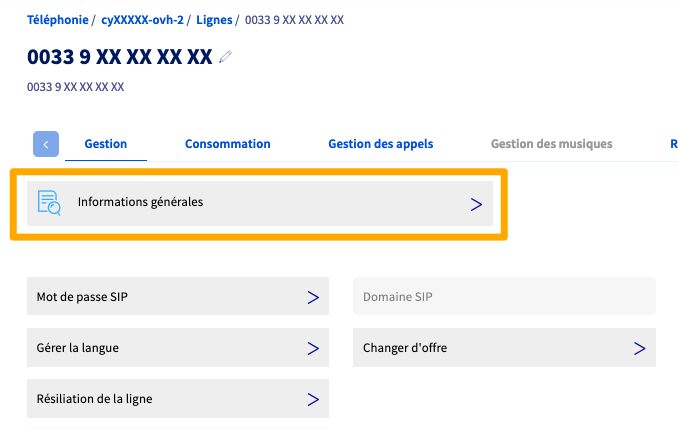 Téléphonie / cyXXXXX-ovh-2 / Lignes / 0033 9 XX XX XX XX
0033 9 XX XX XX XX
0033 9 XX XX XX XX
< Gestion Consommation Gestion des appels Gestion des musiques R
Informations générales >
Mot de passe SIP > Domaine SIP
Gérer la langue > Changer d'offre >
Résiliation de la ligne >